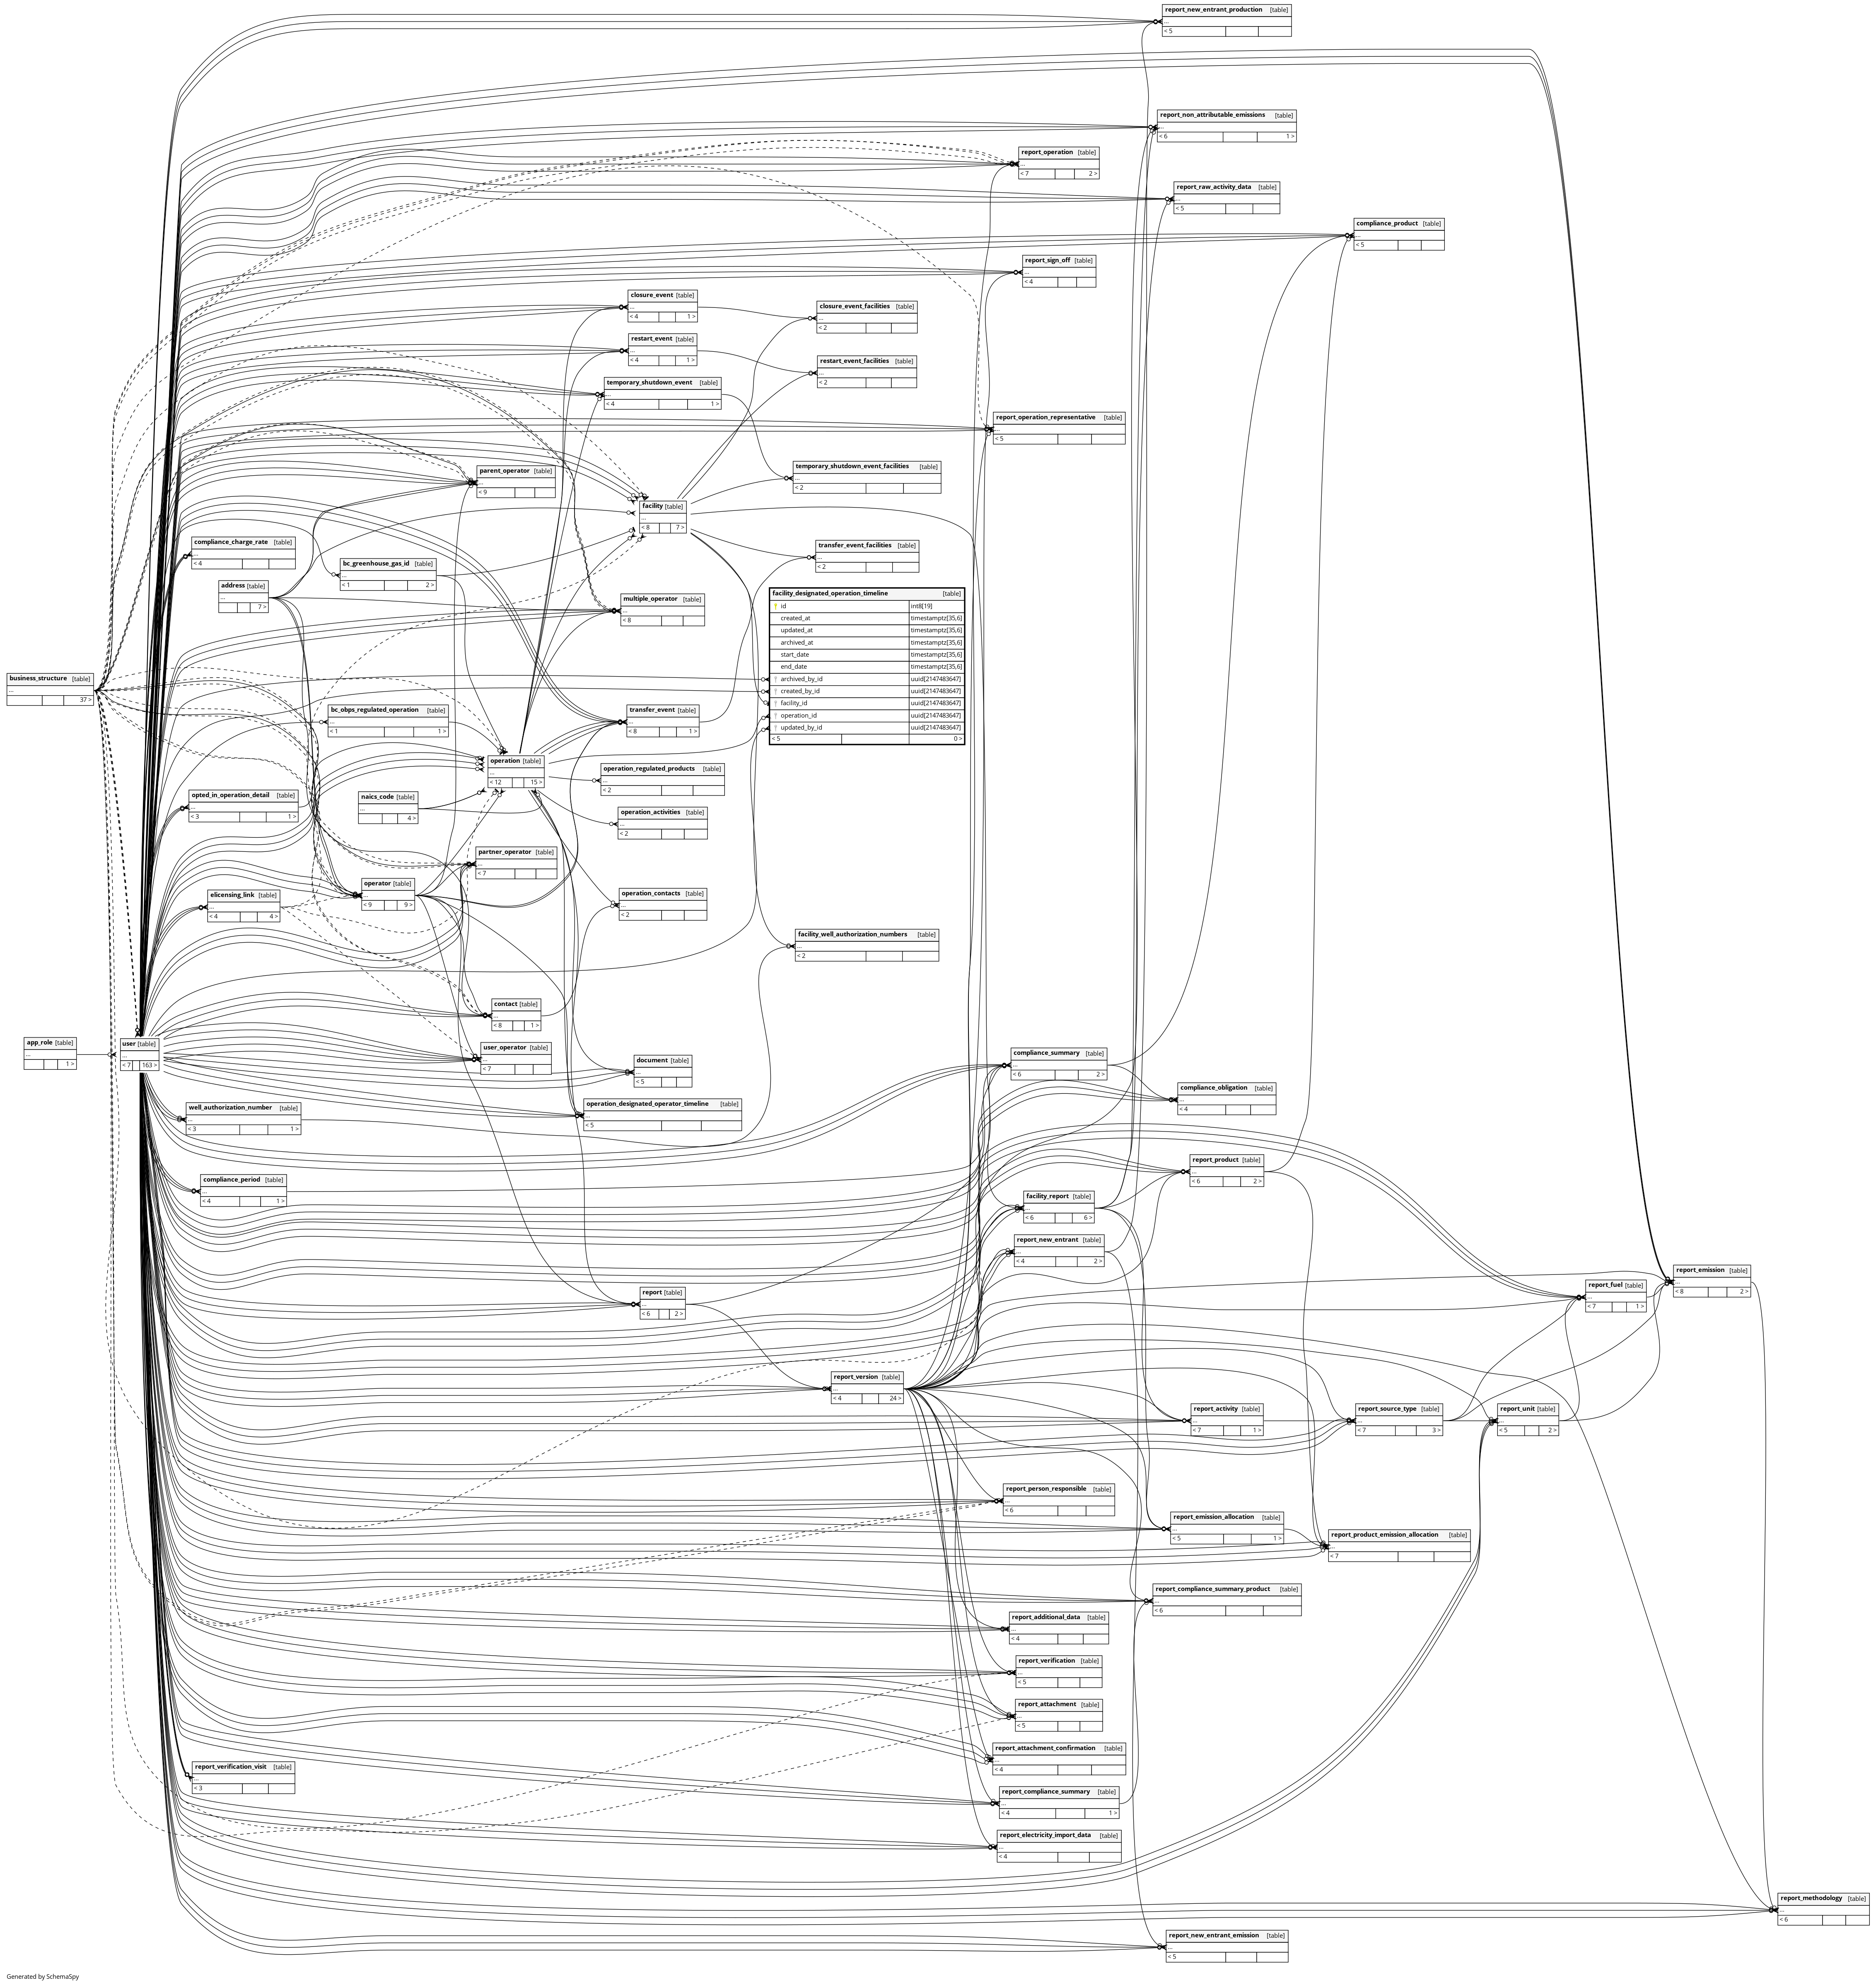 report_new_entrant_production [table]
...
< 5
report_non_attributable_emissions [table]
...
< 6 1 >
report_operation [table]
...
< 7 2 >
report_raw_activity_data [table]
...
< 5
compliance_product [table]
...
< 5
report_sign_off [table]
...
< 4
closure_event [table]
...
< 4 1 >
closure_event_facilities [table]
...
< 2
restart_event [table]
...
< 4 1 >
restart_event_facilities [table]
...
< 2
temporary_shutdown_event [table]
...
< 4 1 >
report_operation_representative [table]
...
< 5
parent_operator [table]
...
< 9
temporary_shutdown_event_facilities [table]
...
< 2
facility [table]
...
< 8 7 >
compliance_charge_rate [table]
...
< 4
transfer_event_facilities [table]
...
< 2
bc_greenhouse_gas_id [table]
...
< 1 2 >
address [table]
...
7 >
multiple_operator [table]
...
< 8
facility_designated_operation_timeline [table]
id int8[19]
created_at timestamptz[35,6]
updated_at timestamptz[35,6]
archived_at timestamptz[35,6]
start_date timestamptz[35,6]
end_date timestamptz[35,6]
archived_by_id uuid[2147483647]
created_by_id uuid[2147483647]
facility_id uuid[2147483647]
operation_id uuid[2147483647]
updated_by_id uuid[2147483647]
< 5 0 >
business_structure [table]
...
37 >
bc_obps_regulated_operation [table]
...
< 1 1 >
transfer_event [table]
...
< 8 1 >
operation [table]
...
< 12 15 >
operation_regulated_products [table]
...
< 2
opted_in_operation_detail [table]
...
< 3 1 >
naics_code [table]
...
4 >
operation_activities [table]
...
< 2
partner_operator [table]
...
< 7
operator [table]
...
< 9 9 >
elicensing_link [table]
...
< 4 4 >
operation_contacts [table]
...
< 2
facility_well_authorization_numbers [table]
...
< 2
contact [table]
...
< 8 1 >
app_role [table]
...
1 >
user [table]
...
< 7 163 >
user_operator [table]
...
< 7
document [table]
...
< 5
compliance_summary [table]
...
< 6 2 >
compliance_obligation [table]
...
< 4
well_authorization_number [table]
...
< 3 1 >
operation_designated_operator_timeline [table]
...
< 5
report_product [table]
...
< 6 2 >
compliance_period [table]
...
< 4 1 >
facility_report [table]
...
< 6 6 >
report_new_entrant [table]
...
< 4 2 >
report_emission [table]
...
< 8 2 >
report_fuel [table]
...
< 7 1 >
report [table]
...
< 6 2 >
report_version [table]
...
< 4 24 >
report_activity [table]
...
< 7 1 >
report_source_type [table]
...
< 7 3 >
report_unit [table]
...
< 5 2 >
report_person_responsible [table]
...
< 6
report_emission_allocation [table]
...
< 5 1 >
report_product_emission_allocation [table]
...
< 7
report_compliance_summary_product [table]
...
< 6
report_additional_data [table]
...
< 4
report_verification [table]
...
< 5
report_attachment [table]
...
< 5
report_attachment_confirmation [table]
...
< 4
report_verification_visit [table]
...
< 3
report_compliance_summary [table]
...
< 4 1 >
report_electricity_import_data [table]
...
< 4
report_methodology [table]
...
< 6
report_new_entrant_emission [table]
...
< 5
Generated by SchemaSpy